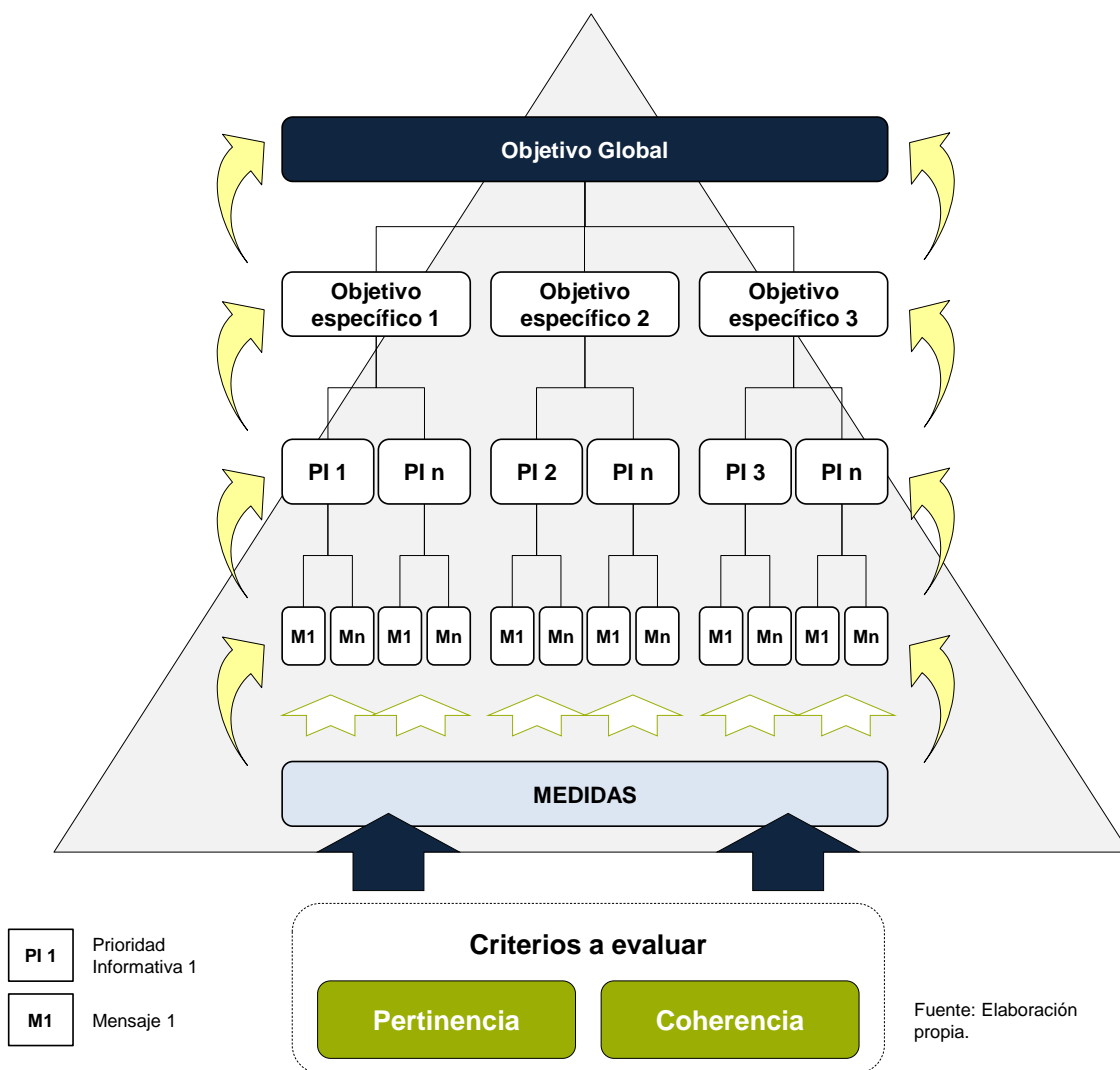 Objetivo Global
Objetivo
específico 1
Objetivo
específico 2
Objetivo
específico 3
PI 1
PI n
PI 2
PI n
PI 3
PI n
M1
Mn
M1
Mn
M1
Mn
M1
Mn
M1
Mn
M1
Mn
MEDIDAS
Criterios a evaluar
Pertinencia
Coherencia
PI 1
Prioridad
Informativa 1
M1
Mensaje 1
Fuente: Elaboración
propia.